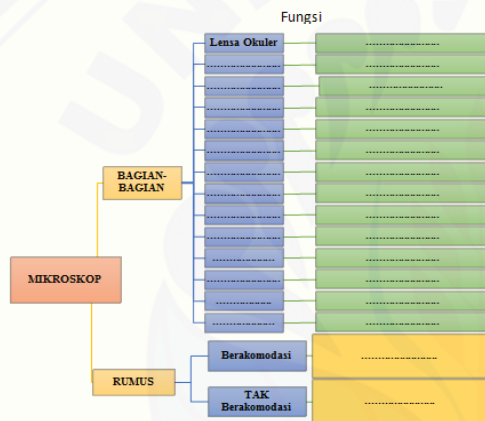 Fungsi
Lensa Okuler ............................
............................ ............................
............................ ............................
............................ ............................
............................ ............................
............................ ............................
BAGIAN-
BAGIAN
............................ ............................
............................ ............................
............................ ............................
............................ ............................
....................... ............................
MIKROSKOP
............................ ............................
..................... ............................
............................ ............................
Berakomodasi ............................
RUMUS
TAK
Berakomodasi ..........................